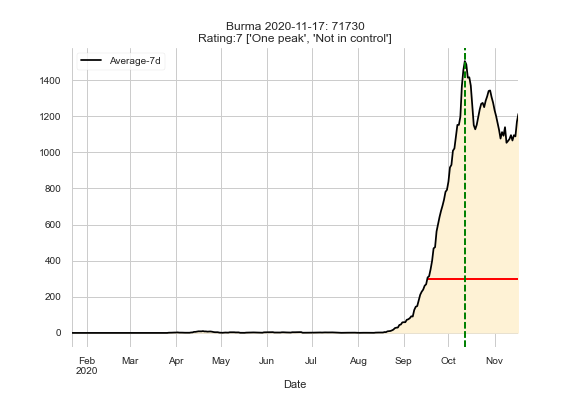 Burma 2020-11-17: 71730
Rating:7 ['One peak', 'Not in control']
Average-7d
1400
1200
1000
800
600
400
200
0
Feb Mar Apr May Jun Jul Aug Sep Oct Nov
2020
Date